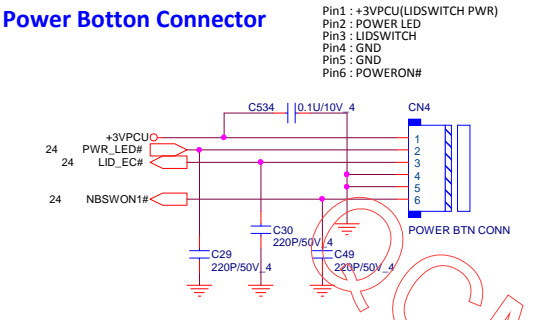 Power Botton Connector
Pin1 : +3VPCU(LIDSWITCH PWR)
Pin2 : POWER LED
Pin3 : LIDSWITCH
Pin4 : GND
Pin5 : GND
Pin6 : POWERON#
C534 0.1U/10V_4
CN4
+3VPCU
24 PWR_LED#
24 LID_EC#
24 NBSWON1#
1
2
3
4
5
6
POWER BTN CONN
C30
220P/50V_4
C29
220P/50V_4
C49
220P/50V_4